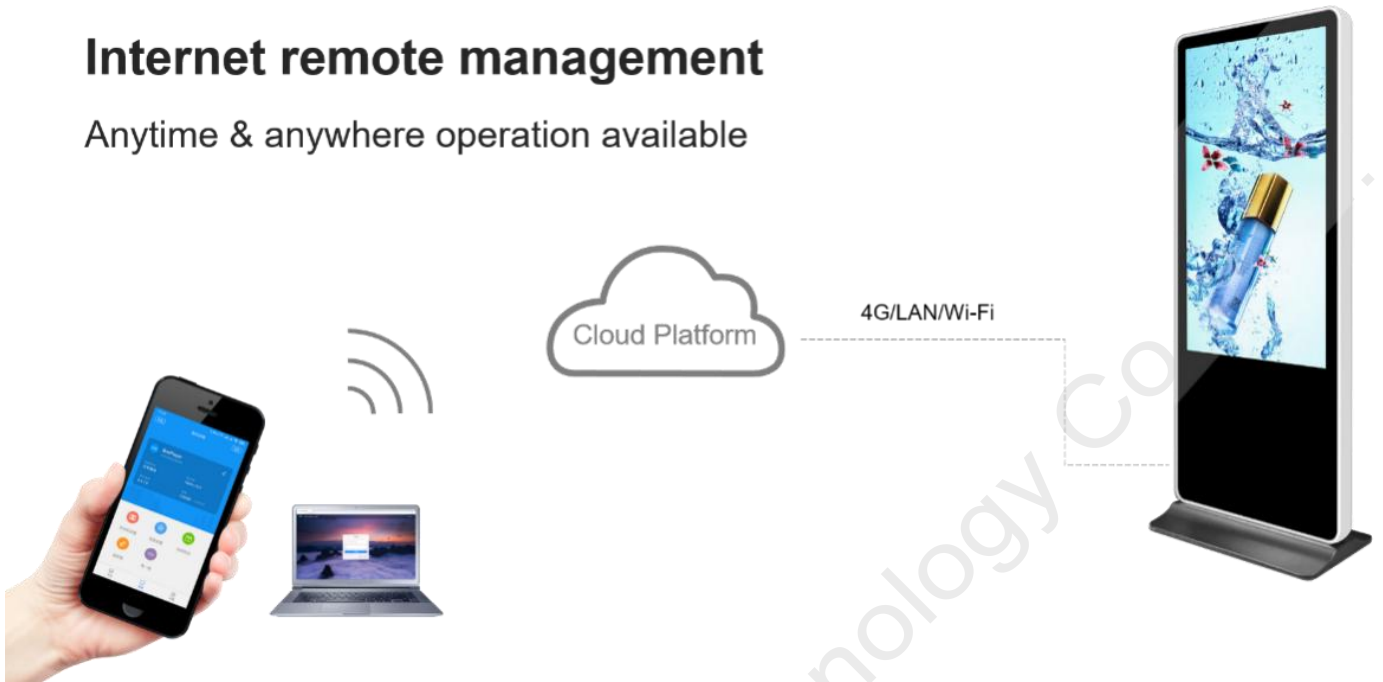 Internet remote management
Anytime & anywhere operation available
4G/LAN/Wi-Fi
Cloud Platform